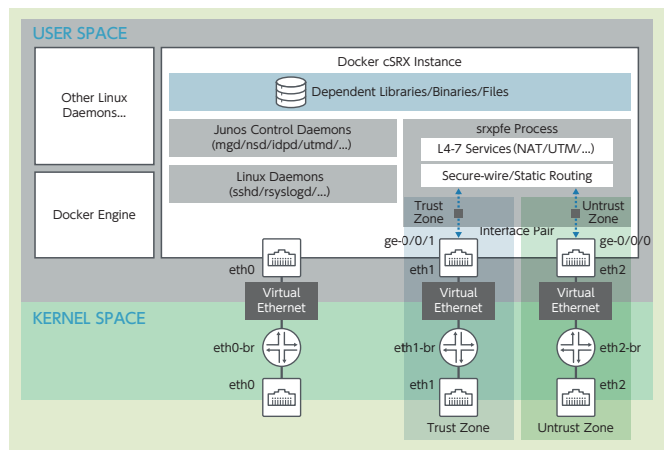 USER SPACE
Docker cSRX Instance
Other Linux
Daemons...
Dependent Libraries/Binaries/Files
Junos Control Daemons
(mgd/nsd/idpd/utmd/...)
srxpfe Process
L4-7 Services (NAT/UTM/...)
Linux Daemons
(sshd/rsyslogd/...)
Secure-wire/Static Routing
Docker Engine
Trust
Zone
Untrust
Zone
Interface Pair
ge-0/0/1
ge-0/0/0
eth0
eth1
eth2
Virtual
Ethernet
Virtual
Ethernet
Virtual
Ethernet
KERNEL SPACE
eth0-br
eth1-br
eth2-br
eth0
eth1
eth2
Trust Zone
Untrust Zone